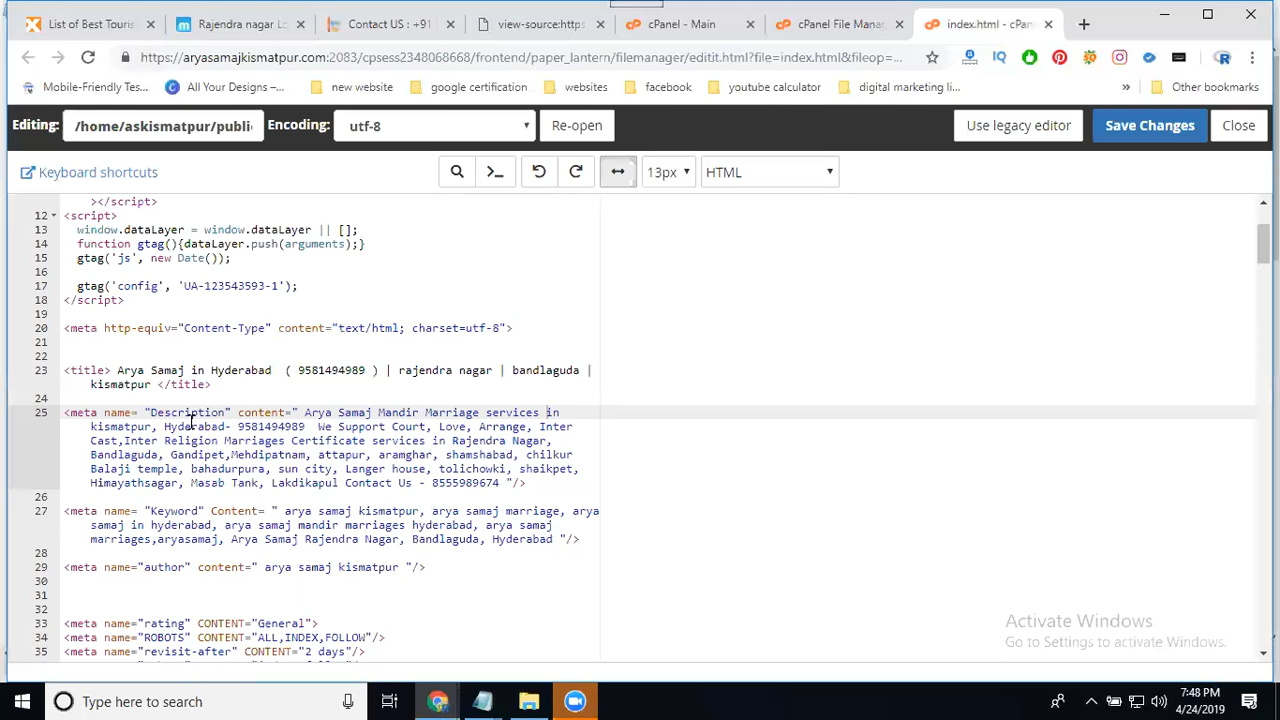 List of Best Touris
Rajendra nagar Lo
Contact US : +91
view-source:https
cPanel - Main
cPanel File Mana
index.html - cPan
https://aryasamajkismatpur.com:2083/cpsess2348068668/frontend/paper_lantern/filemanager/editit.html?file=index.html&fileop=...
Mobile-Friendly Tes...
All Your Designs –...
new website
google certification
websites
facebook
youtube calculator
digital marketing li...
»
Other bookmarks
Editing: /home/askismatpur/publi Encoding: utf-8 Re-open Use legacy editor Save Changes Close
Keyboard shortcuts 13px HTML
></script>
12 <script>
13 window.dataLayer = window.dataLayer || [];
14 function gtag(){dataLayer.push(arguments);}
15 gtag('js', new Date());
16
17 gtag('config', 'UA-123543593-1');
18 </script>
19
20 <meta http-equiv="Content-Type" content="text/html; charset=utf-8">
21
22
23 <title> Arya Samaj in Hyderabad ( 9581494989 ) | rajendra nagar | bandlaguda |
kismatpur </title>
24
25 <meta name= "Description" content=" Arya Samaj Mandir Marriage services in
kismatpur, Hyderabad- 9581494989 We Support Court, Love, Arrange, Inter
Cast,Inter Religion Marriages Certificate services in Rajendra Nagar,
Bandlaguda, Gandipet,Mehdipatnam, attapur, aramghar, shamshabad, chilkur
Balaji temple, bahadurpura, sun city, Langer house, tolichowki, shaikpet,
Himayathsagar, Masab Tank, Lakdikapul Contact Us - 8555989674 "/>
26
27 <meta name= "Keyword" Content= " arya samaj kismatpur, arya samaj marriage, arya
samaj in hyderabad, arya samaj mandir marriages hyderabad, arya samaj
marriages,aryasamaj, Arya Samaj Rajendra Nagar, Bandlaguda, Hyderabad "/>
28
29 <meta name="author" content=" arya samaj kismatpur "/>
30
31
32
33 <meta name="rating" CONTENT="General">
34 <meta name="ROBOTS" CONTENT="ALL,INDEX,FOLLOW"/>
35 <meta name="revisit-after" CONTENT="2 days"/>
Activate Windows
Go to Settings to activate Windows.
Type here to search
7:48 PM
4/24/2019